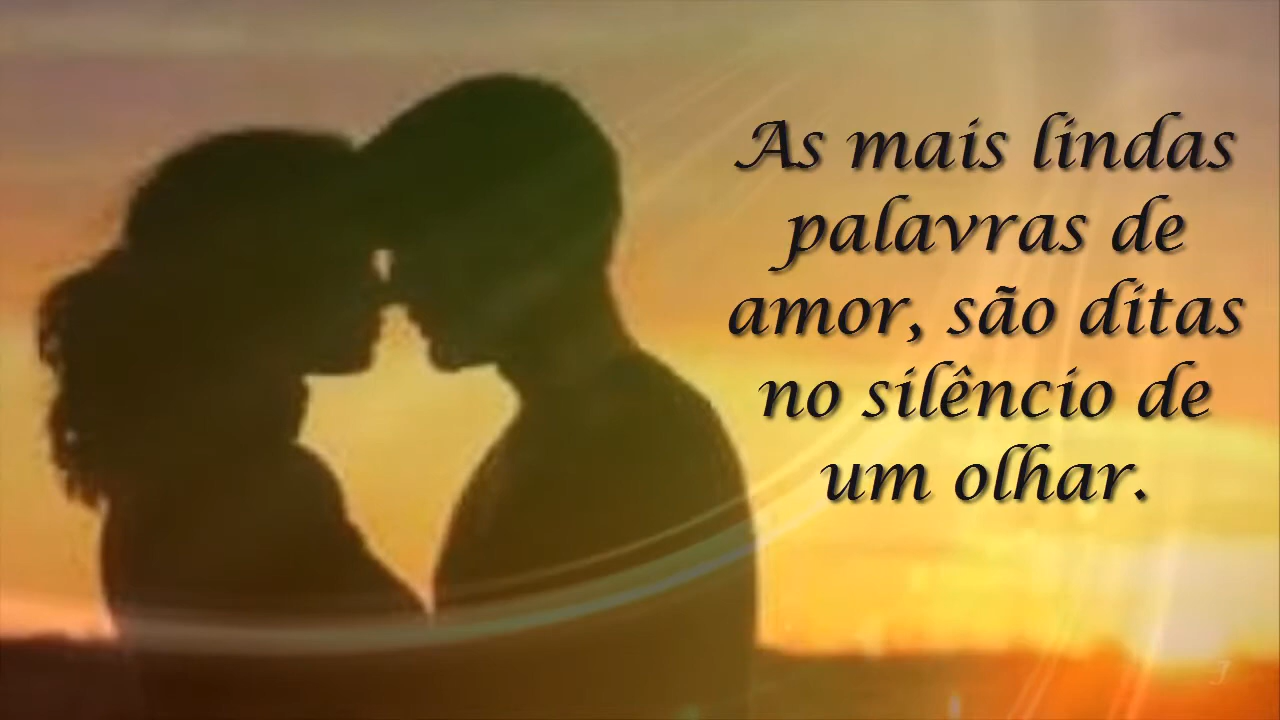 As mais lindas
palavras de
amor, são ditas
no silêncio de
um olhar.
J